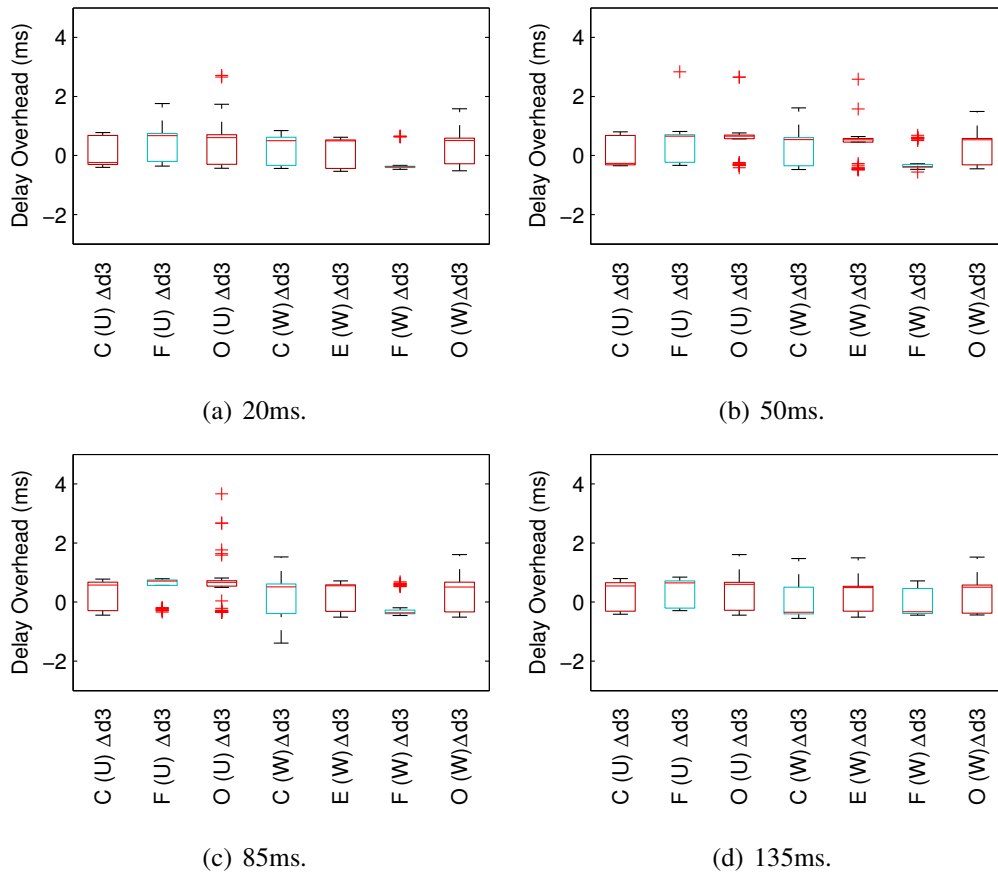 Delay Overhead (ms)
4
2
0
−2
C (U) Δd3
F (U) Δd3
O (U) Δd3
C (W)Δd3
E (W)Δd3
F (W)Δd3
O (W)Δd3
(a) 20ms.
Delay Overhead (ms)
4
2
0
−2
C (U) Δd3
F (U) Δd3
O (U) Δd3
C (W)Δd3
E (W)Δd3
F (W)Δd3
O (W)Δd3
(b) 50ms.
Delay Overhead (ms)
4
2
0
−2
C (U) Δd3
F (U) Δd3
O (U) Δd3
C (W)Δd3
E (W)Δd3
F (W)Δd3
O (W)Δd3
(c) 85ms.
Delay Overhead (ms)
4
2
0
−2
C (U) Δd3
F (U) Δd3
O (U) Δd3
C (W)Δd3
E (W)Δd3
F (W)Δd3
O (W)Δd3
(d) 135ms.